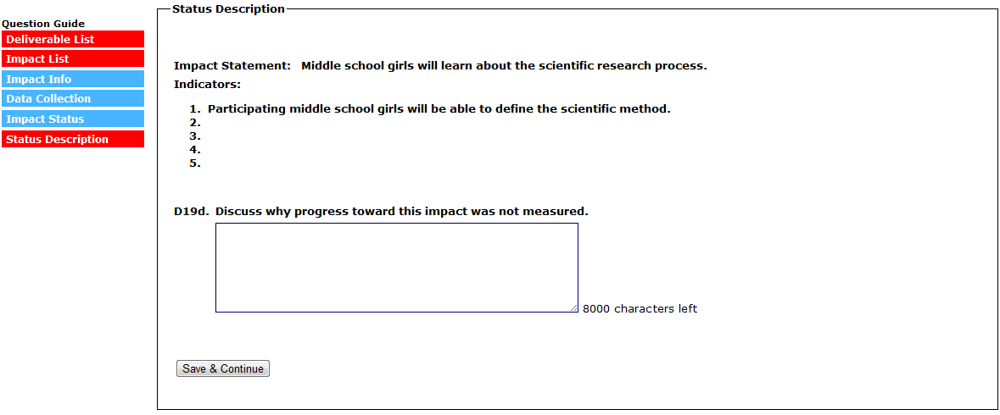 Question Guide
Deliverable List
Impact List
Impact Info
Data Collection
Impact Status
Status Description
Status Description
Impact Statement: Middle school girls will learn about the scientific research process.
Indicators:
1. Participating middle school girls will be able to define the scientific method.
2.
3.
4.
5.
D19d. Discuss why progress toward this impact was not measured.
8000 characters left
Save & Continue